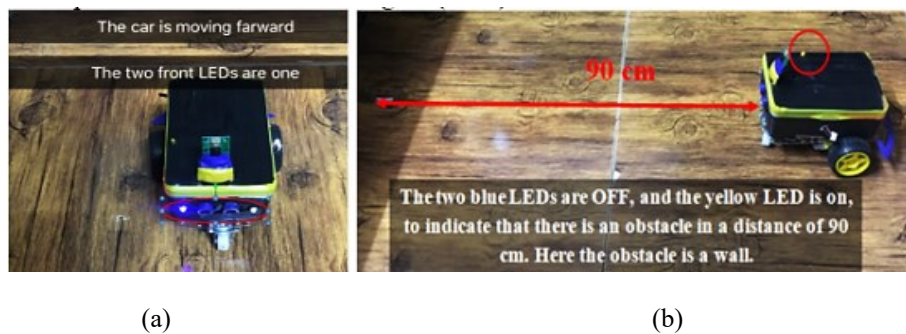 The car is moving farward
The two front LEDs are one
90 cm
The two blue LEDs are OFF, and the yellow LED is on,
to indicate that there is an obstacle in a distance of 90
cm. Here the obstacle is a wall.
(a)
(b)